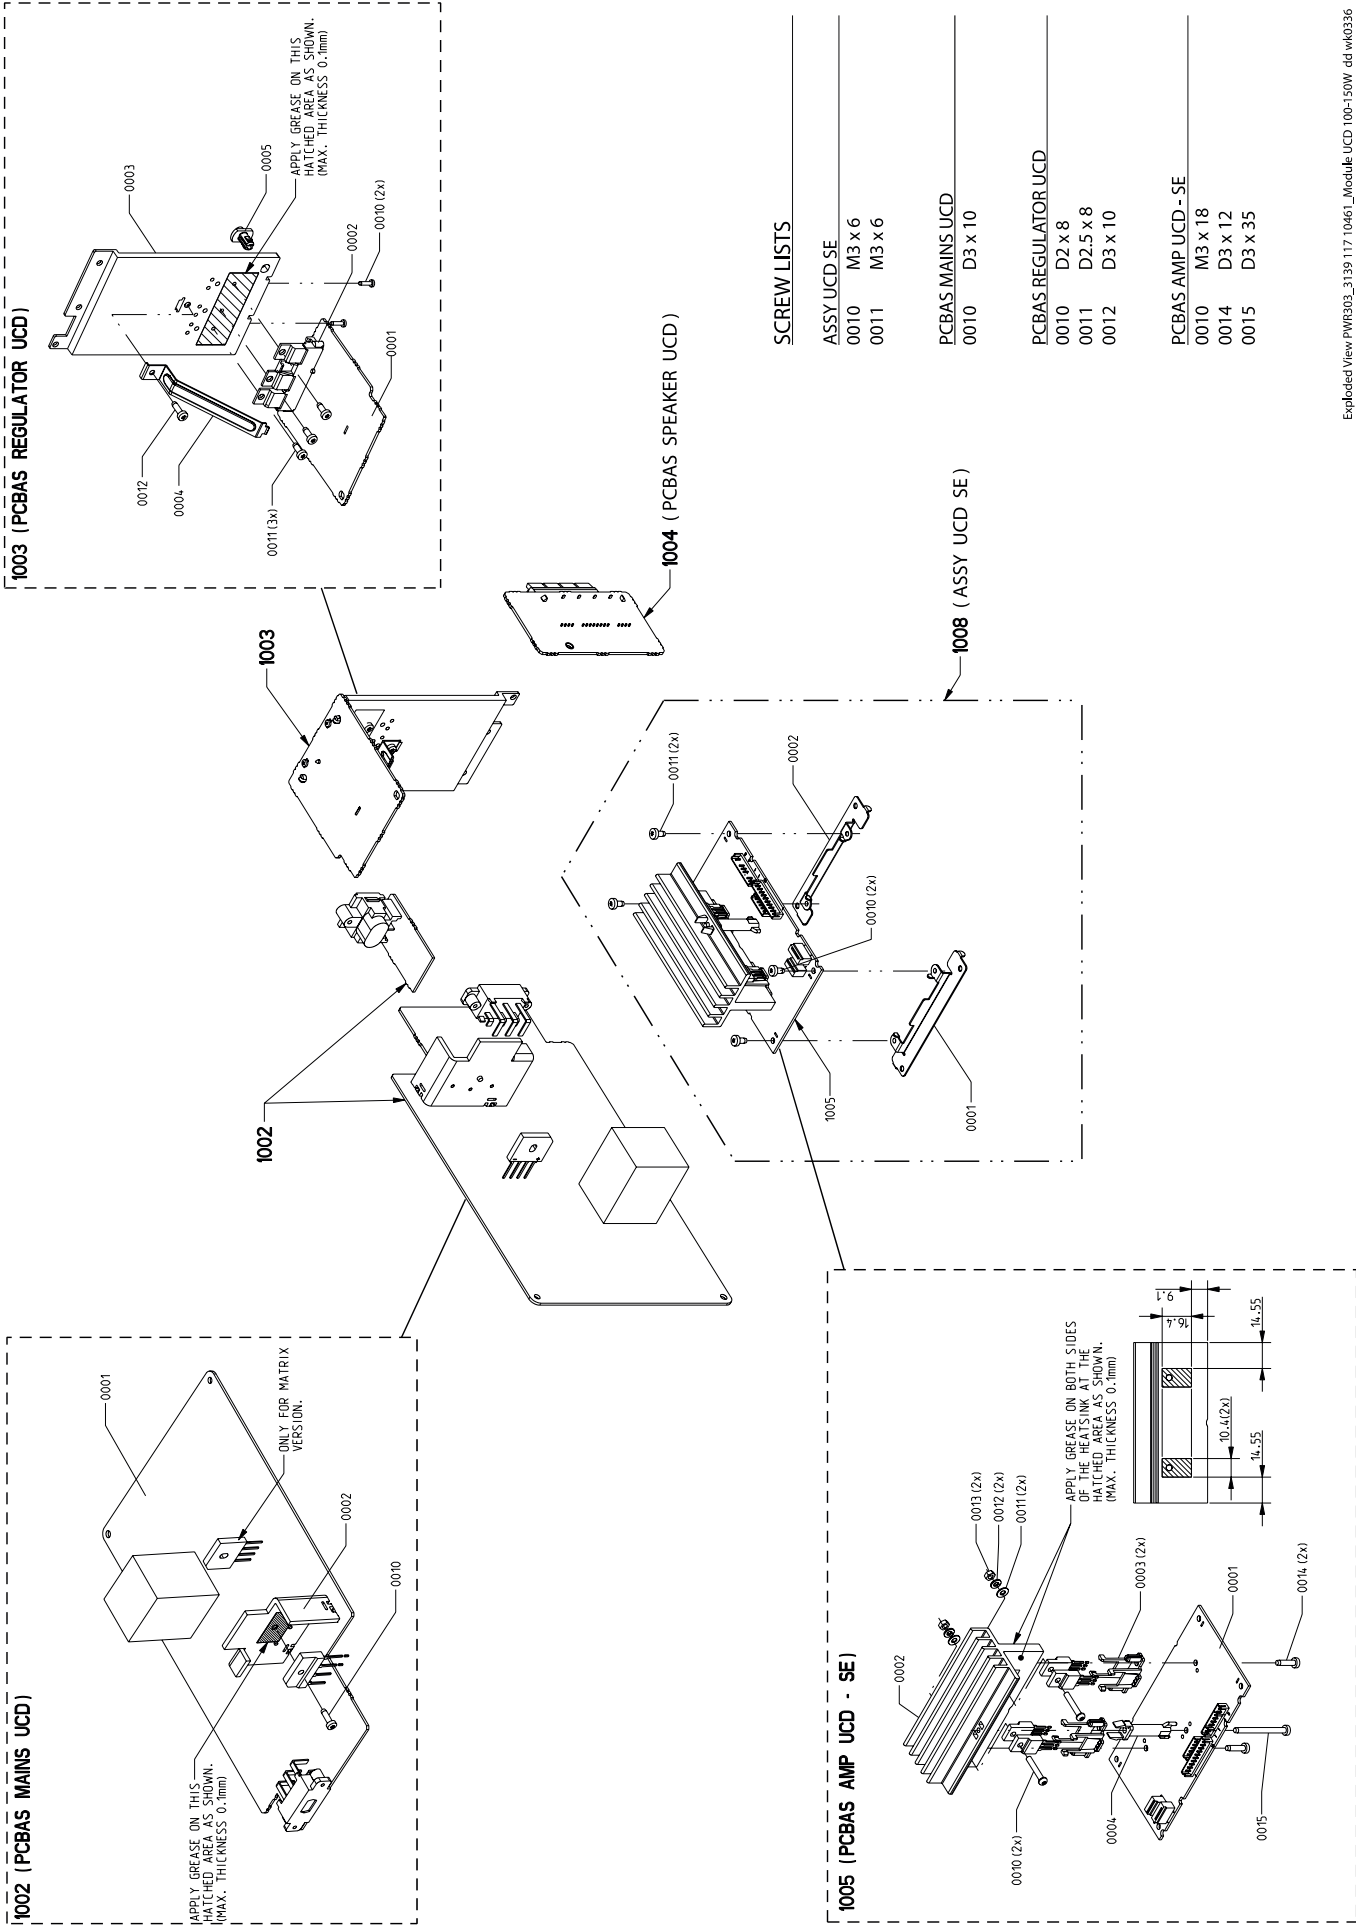 1002 (PCBAS MAINS UCD)
APPLY GREASE ON THIS
HATCHED AREA AS SHOWN.
(MAX. THICKNESS 0.1mm)
0001
ONLY FOR MATRIX
VERSION.
0002
0010
1003 (PCBAS REGULATOR UCD)
0012
0004
0011 (3x)
0003
0005
APPLY GREASE ON THIS
HATCHED AREA AS SHOWN.
(MAX. THICKNESS 0.1mm)
0010 (2x)
0002
0001
1002
1003
1004 ( PCBAS SPEAKER UCD )
1008 ( ASSY UCD SE )
0011 (2x)
0002
0010 (2x)
1005
0001
1005 (PCBAS AMP UCD - SE)
0002
0013 (2x)
0012 (2x)
0011 (2x)
APPLY GREASE ON BOTH SIDES
OF THE HEATSINK AT THE
HATCHED AREA AS SHOWN.
(MAX. THICKNESS 0.1mm)
0010 (2x)
0004
0003 (2x)
0001
0014 (2x)
0015
9.1
16.4
14.55
10.4(2x)
14.55
SCREW LISTS
ASSY UCD SE
0010 M3 x 6
0011 M3 x 6
PCBAS MAINS UCD
0010 D3 x 10
PCBAS REGULATOR UCD
0010 D2 x 8
0011 D2.5 x 8
0012 D3 x 10
PCBAS AMP UCD - SE
0010 M3 x 18
0014 D3 x 12
0015 D3 x 35
Exploded View PWR303_3139 117 10461_Module UCD 100-150W dd wk0336